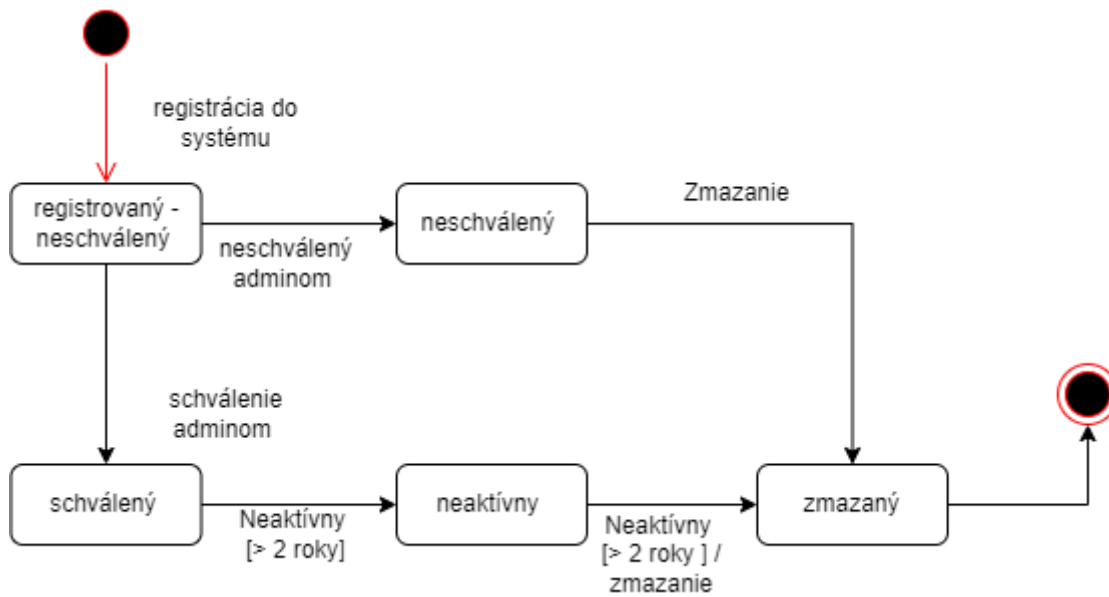 registrácia do
systému
registrovaný -
neschválený
neschválený
adminom
neschválený
Zmazanie
schválenie
adminom
schválený
Neaktívny
[> 2 roky]
neaktívny
Neaktívny
[> 2 roky ] /
zmazanie
zmazaný